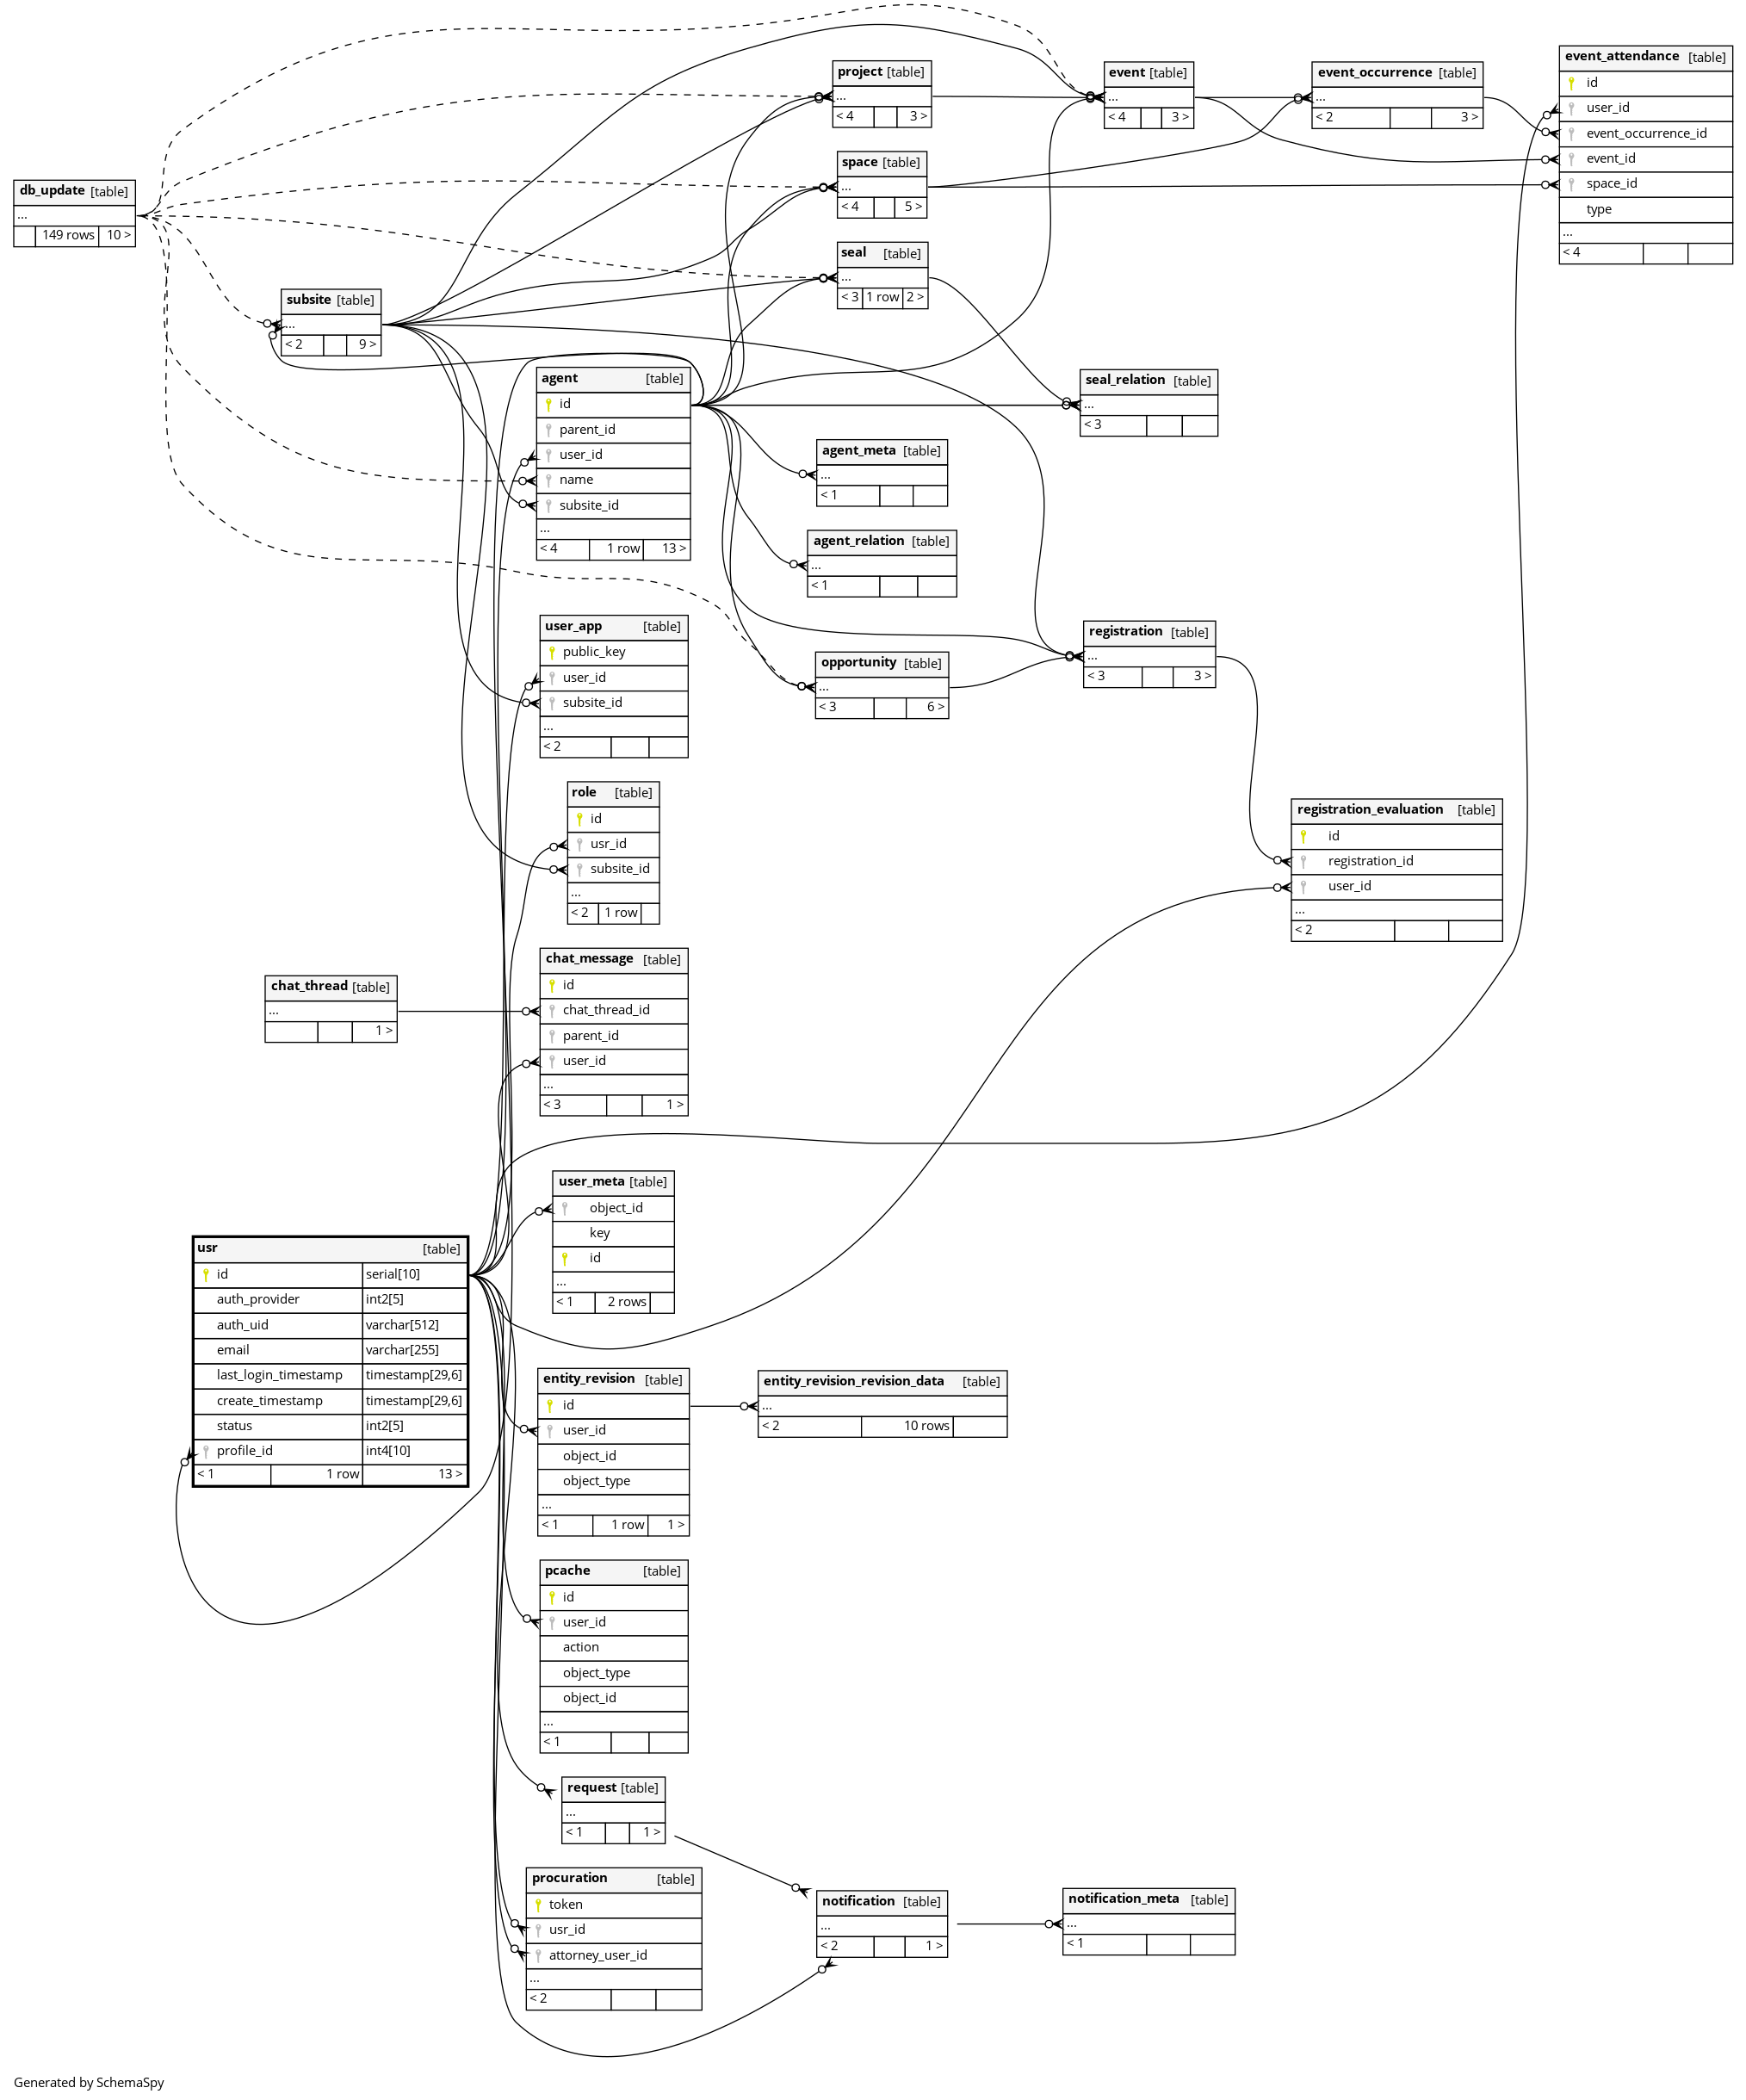 project [table]
...
< 4 3 >
event [table]
...
< 4 3 >
event_occurrence [table]
...
< 2 3 >
event_attendance [table]
id
user_id
event_occurrence_id
event_id
space_id
type
...
< 4
space [table]
...
< 4 5 >
db_update [table]
...
149 rows 10 >
seal [table]
...
< 3 1 row 2 >
subsite [table]
...
< 2 9 >
agent [table]
id
parent_id
user_id
name
subsite_id
...
< 4 1 row 13 >
seal_relation [table]
...
< 3
agent_meta [table]
...
< 1
agent_relation [table]
...
< 1
user_app [table]
public_key
user_id
subsite_id
...
< 2
opportunity [table]
...
< 3 6 >
registration [table]
...
< 3 3 >
role [table]
id
usr_id
subsite_id
...
< 2 1 row
registration_evaluation [table]
id
registration_id
user_id
...
< 2
chat_thread [table]
...
1 >
chat_message [table]
id
chat_thread_id
parent_id
user_id
...
< 3 1 >
user_meta [table]
object_id
key
id
...
< 1 2 rows
usr [table]
id serial[10]
auth_provider int2[5]
auth_uid varchar[512]
email varchar[255]
last_login_timestamp timestamp[29,6]
create_timestamp timestamp[29,6]
status int2[5]
profile_id int4[10]
< 1 1 row 13 >
entity_revision [table]
id
user_id
object_id
object_type
...
< 1 1 row 1 >
entity_revision_revision_data [table]
...
< 2 10 rows
pcache [table]
id
user_id
action
object_type
object_id
...
< 1
request [table]
...
< 1 1 >
procuration [table]
token
usr_id
attorney_user_id
...
< 2
notification [table]
...
< 2 1 >
notification_meta [table]
...
< 1
Generated by SchemaSpy